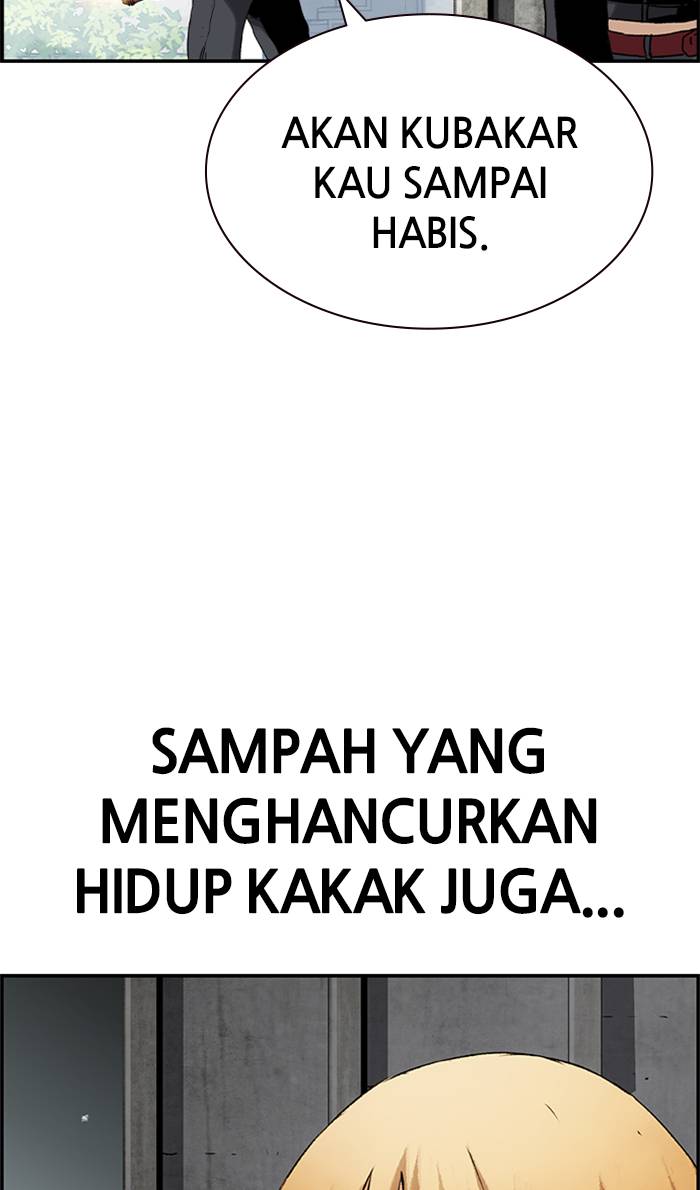 AKAN KUBAKAR
KAU SAMPAI
HABIS.
SAMPAH YANG
MENGHANCURKAN
HIDUP KAKAK JUGA...